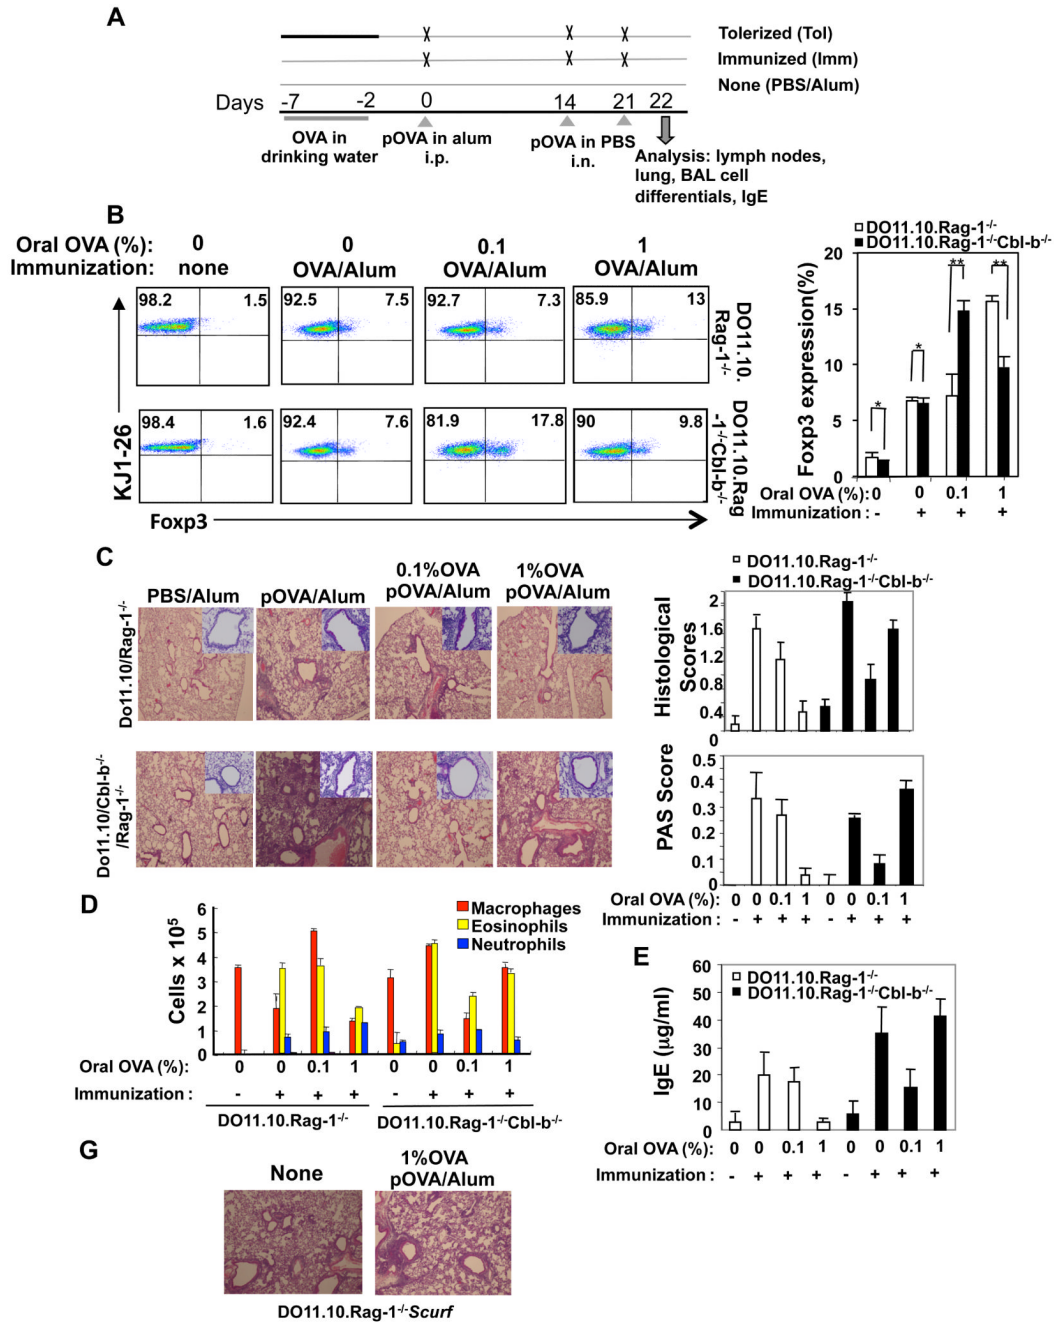 A
Tolerized (Tol)
Immunized (Imm)
None (PBS/Alum)
Days -7 -2 0 14 21 22
OVA in
drinking water
pOVA in alum
i.p.
pOVA in PBS
i.n.
Analysis: lymph nodes,
lung, BAL cell
differentials, IgE
B
Oral OVA (%): 0 0 0.1 1
Immunization: none OVA/Alum OVA/Alum OVA/Alum
98.2 1.5 92.5 7.5 92.7 7.3 85.9 13
DO11.10.
Rag-1-/-
98.4 1.6 92.4 7.6 81.9 17.8 90 9.8
DO11.10.Rag
-1-/-Cbl-b-/-
KJ1-26
Foxp3
DO11.10.Rag-1-/-
DO11.10.Rag-1-/-Cbl-b-/-
Foxp3 expression(%)
20
15
10
5
0
* * ** **
Oral OVA (%): 0 0 0.1 1
Immunization : - + + +
C
PBS/Alum
pOVA/Alum
0.1%OVA
pOVA/Alum
1%OVA
pOVA/Alum
Do11.10/Rag-1-/-
Do11.10/Cbl-b-/-
/Rag-1-/-
DO11.10.Rag-1-/-
DO11.10.Rag-1-/-Cbl-b-/-
Histological
Scores
2
1.6
1.2
0.8
0.4
0
PAS Score
0.5
0.3
0.2
0.1
0
Oral OVA (%): 0 0 0.1 1 0 0 0.1 1
Immunization : - + + + - + + +
D
Cells x 10^5
6
5
4
3
2
1
0
Macrophages
Eosinophils
Neutrophils
Oral OVA (%): 0 0 0.1 1 0 0 0.1 1
Immunization : - + + + - + + +
DO11.10.Rag-1-/-
DO11.10.Rag-1-/-Cbl-b-/-
E
DO11.10.Rag-1-/-
DO11.10.Rag-1-/-Cbl-b-/-
IgE (µg/ml)
60
50
40
30
20
10
0
Oral OVA (%): 0 0 0.1 1 0 0 0.1 1
Immunization : - + + + - + + +
G
None
1%OVA
pOVA/Alum
DO11.10.Rag-1-/-Scurf